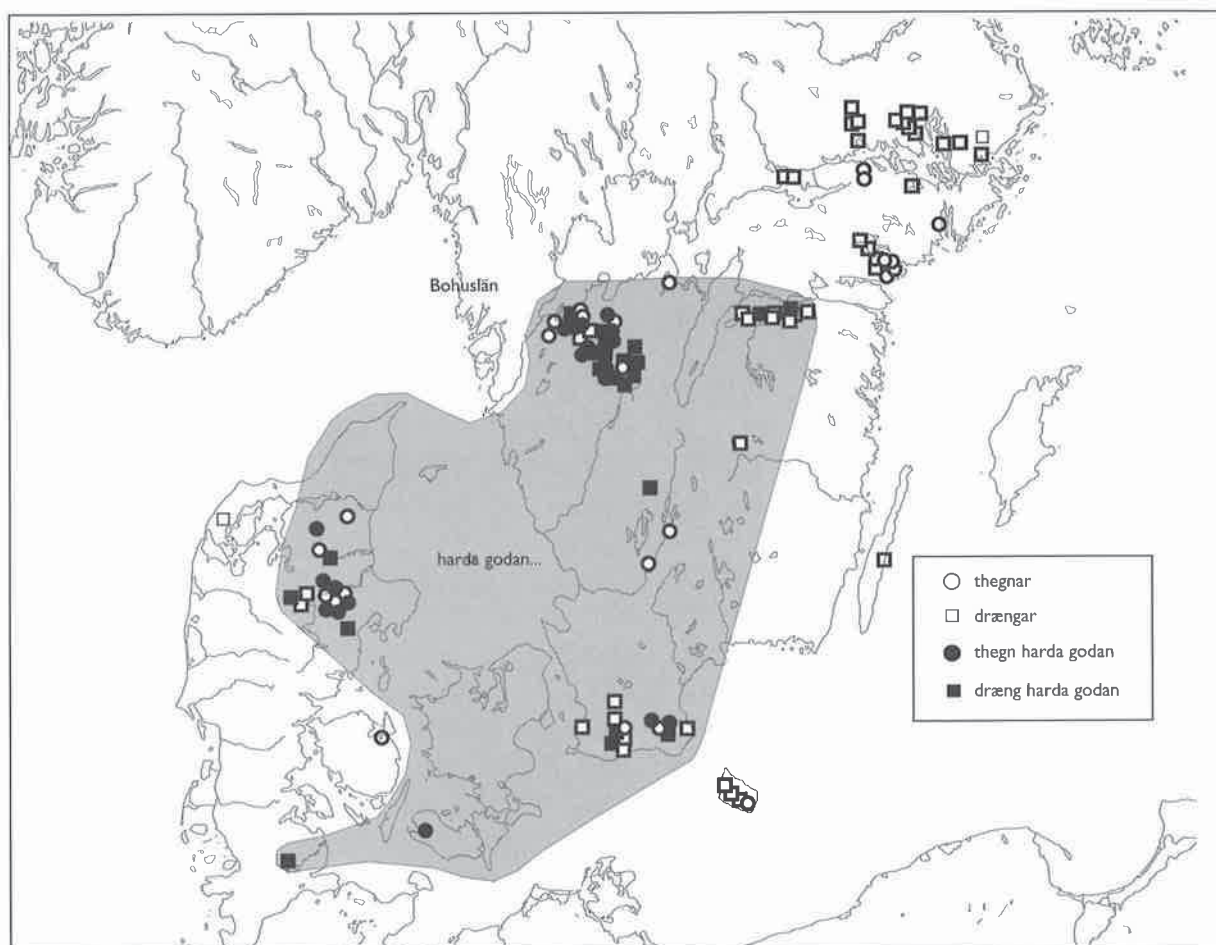 Bohuslän
harda godan...
thegnar
drængar
thegn harda godan
dræng harda godan